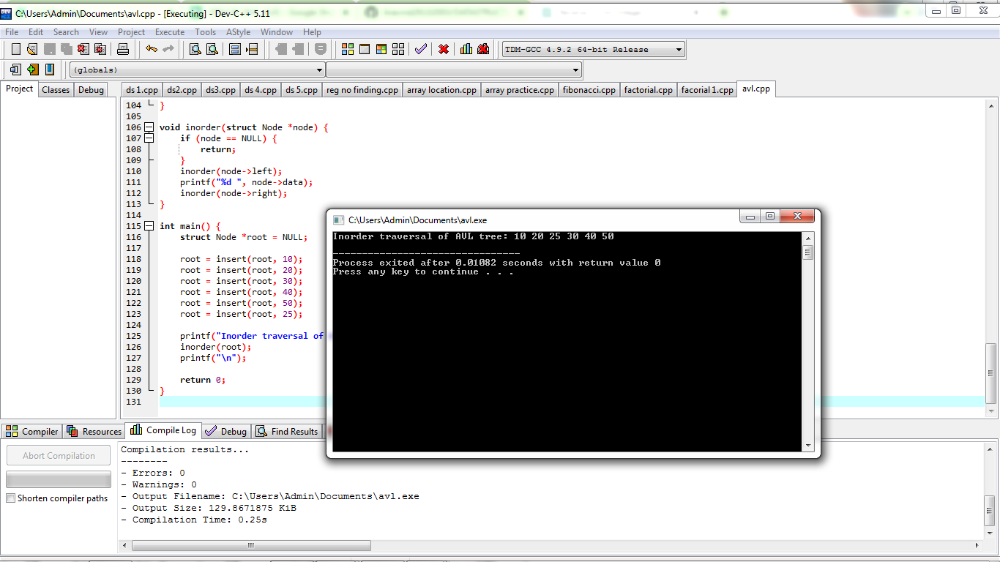 C:\Users\Admin\Documents\avl.cpp - [Executing] - Dev-C++ 5.11
File Edit Search View Project Execute Tools AStyle Window Help
TDM-GCC 4.9.2 64-bit Release
(globals)
Project Classes Debug
ds 1.cpp ds2.cpp ds3.cpp ds 4.cpp ds 5.cpp reg no finding.cpp array location.cpp array practice.cpp fibonacci.cpp factorial.cpp facorial 1.cpp avl.cpp
104 }
105
106 void inorder(struct Node *node) {
107 if (node == NULL) {
108 return;
109 }
110 inorder(node->left);
111 printf("%d ", node->data);
112 inorder(node->right);
113 }
114
115 int main() {
116 struct Node *root = NULL;
117
118 root = insert(root, 10);
119 root = insert(root, 20);
120 root = insert(root, 30);
121 root = insert(root, 40);
122 root = insert(root, 50);
123 root = insert(root, 25);
124
125 printf("Inorder traversal of
126 inorder(root);
127 printf("\n");
128
129 return 0;
130 }
131
C:\Users\Admin\Documents\avl.exe
Inorder traversal of AVL tree: 10 20 25 30 40 50
--------------------------------
Process exited after 0.01082 seconds with return value 0
Press any key to continue . . .
Compiler Resources Compile Log Debug Find Results
Abort Compilation
Shorten compiler paths
Compilation results...
--------
- Errors: 0
- Warnings: 0
- Output Filename: C:\Users\Admin\Documents\avl.exe
- Output Size: 129.8671875 KiB
- Compilation Time: 0.25s